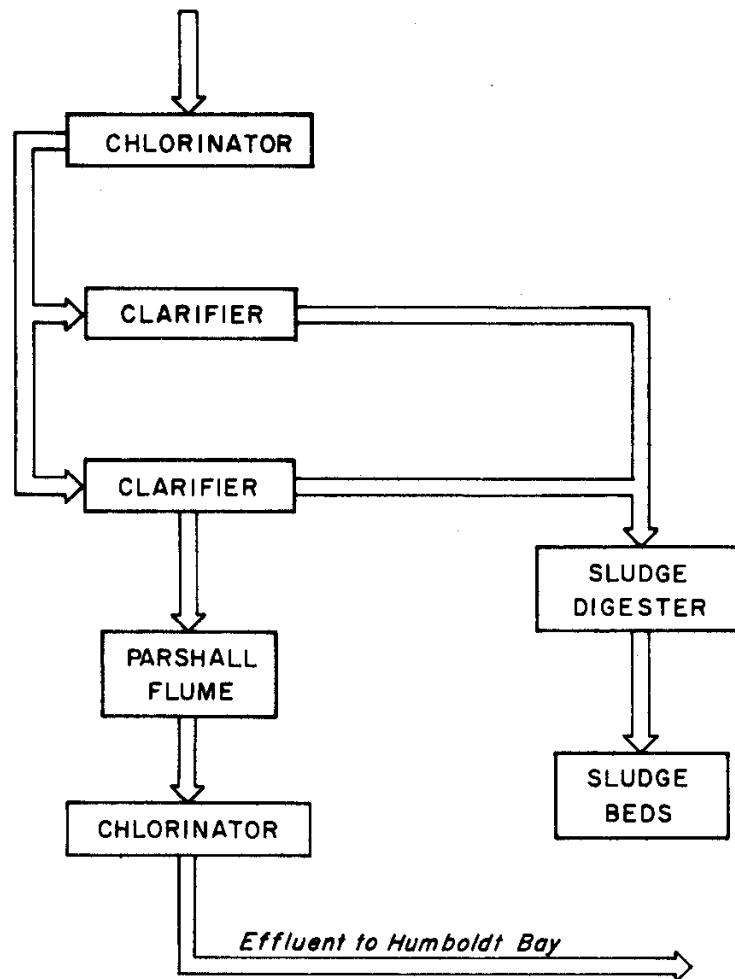 CHLORINATOR
CLARIFIER
CLARIFIER
SLUDGE
DIGESTER
PARSHALL
FLUME
SLUDGE
BEDS
CHLORINATOR
Effluent to Humboldt Bay